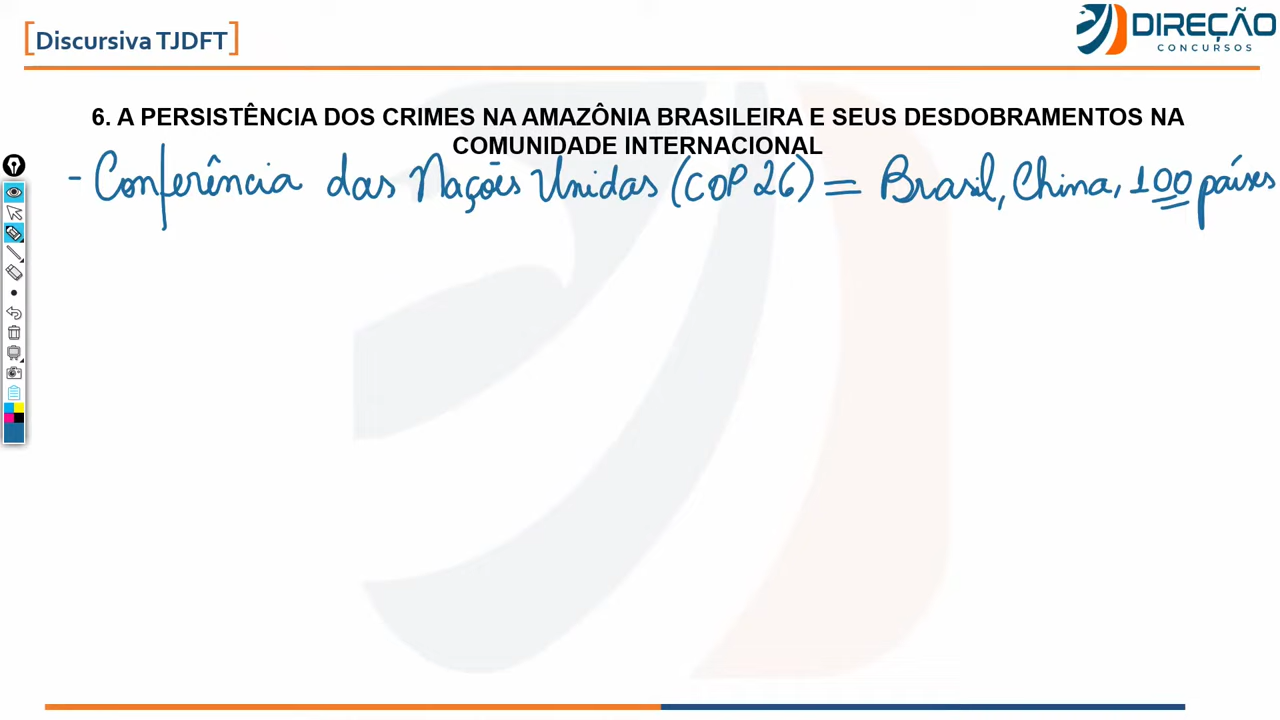 [Discursiva TJDFT]
DIREÇÃO
CONCURSOS
6. A PERSISTÊNCIA DOS CRIMES NA AMAZÔNIA BRASILEIRA E SEUS DESDOBRAMENTOS NA
COMUNIDADE INTERNACIONAL
- Conferência das Nações Unidas (COP 26) = Brasil, China, 100 países